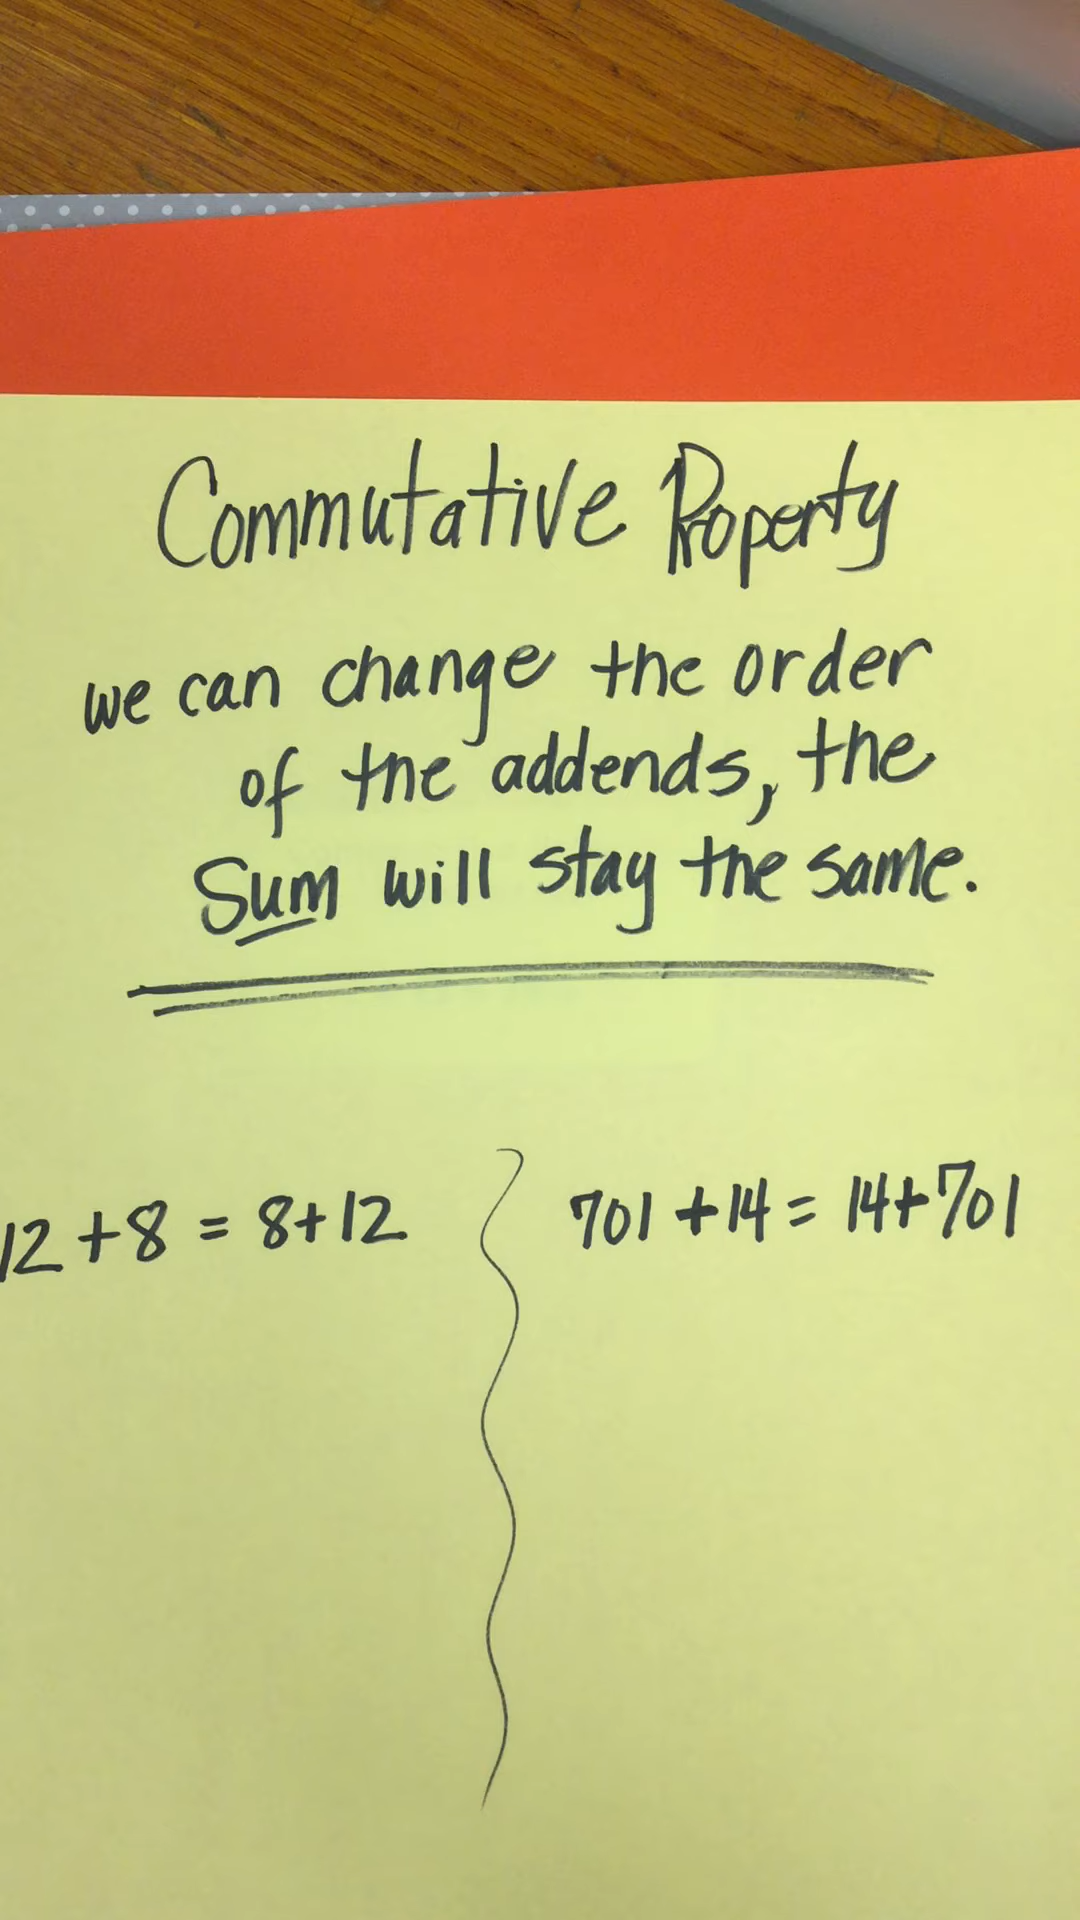 Commutative Property
we can change the order
of the addends, the
Sum will stay the same.
12 + 8 = 8 + 12
701 + 14 = 14 + 701